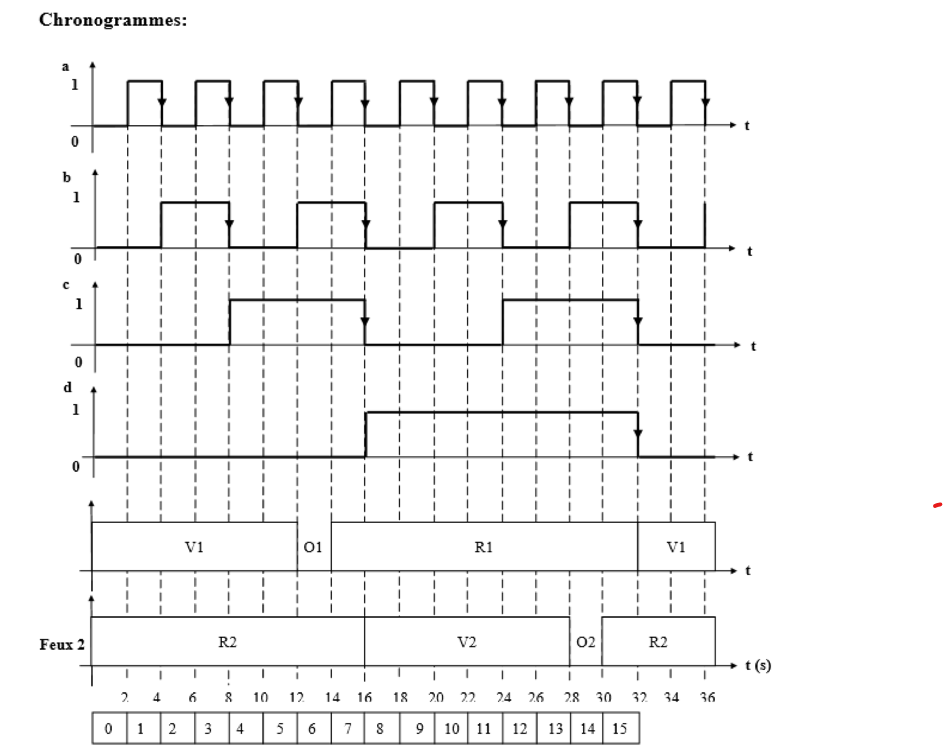 Chronogrammes:
a
1
0
t
b
1
0
t
c
1
0
t
d
1
0
t
V1 O1 R1 V1
t
Feux 2 R2 V2 O2 R2
t (s)
2 4 6 8 10 12 14 16 18 20 22 24 26 28 30 32 34 36
0 1 2 3 4 5 6 7 8 9 10 11 12 13 14 15